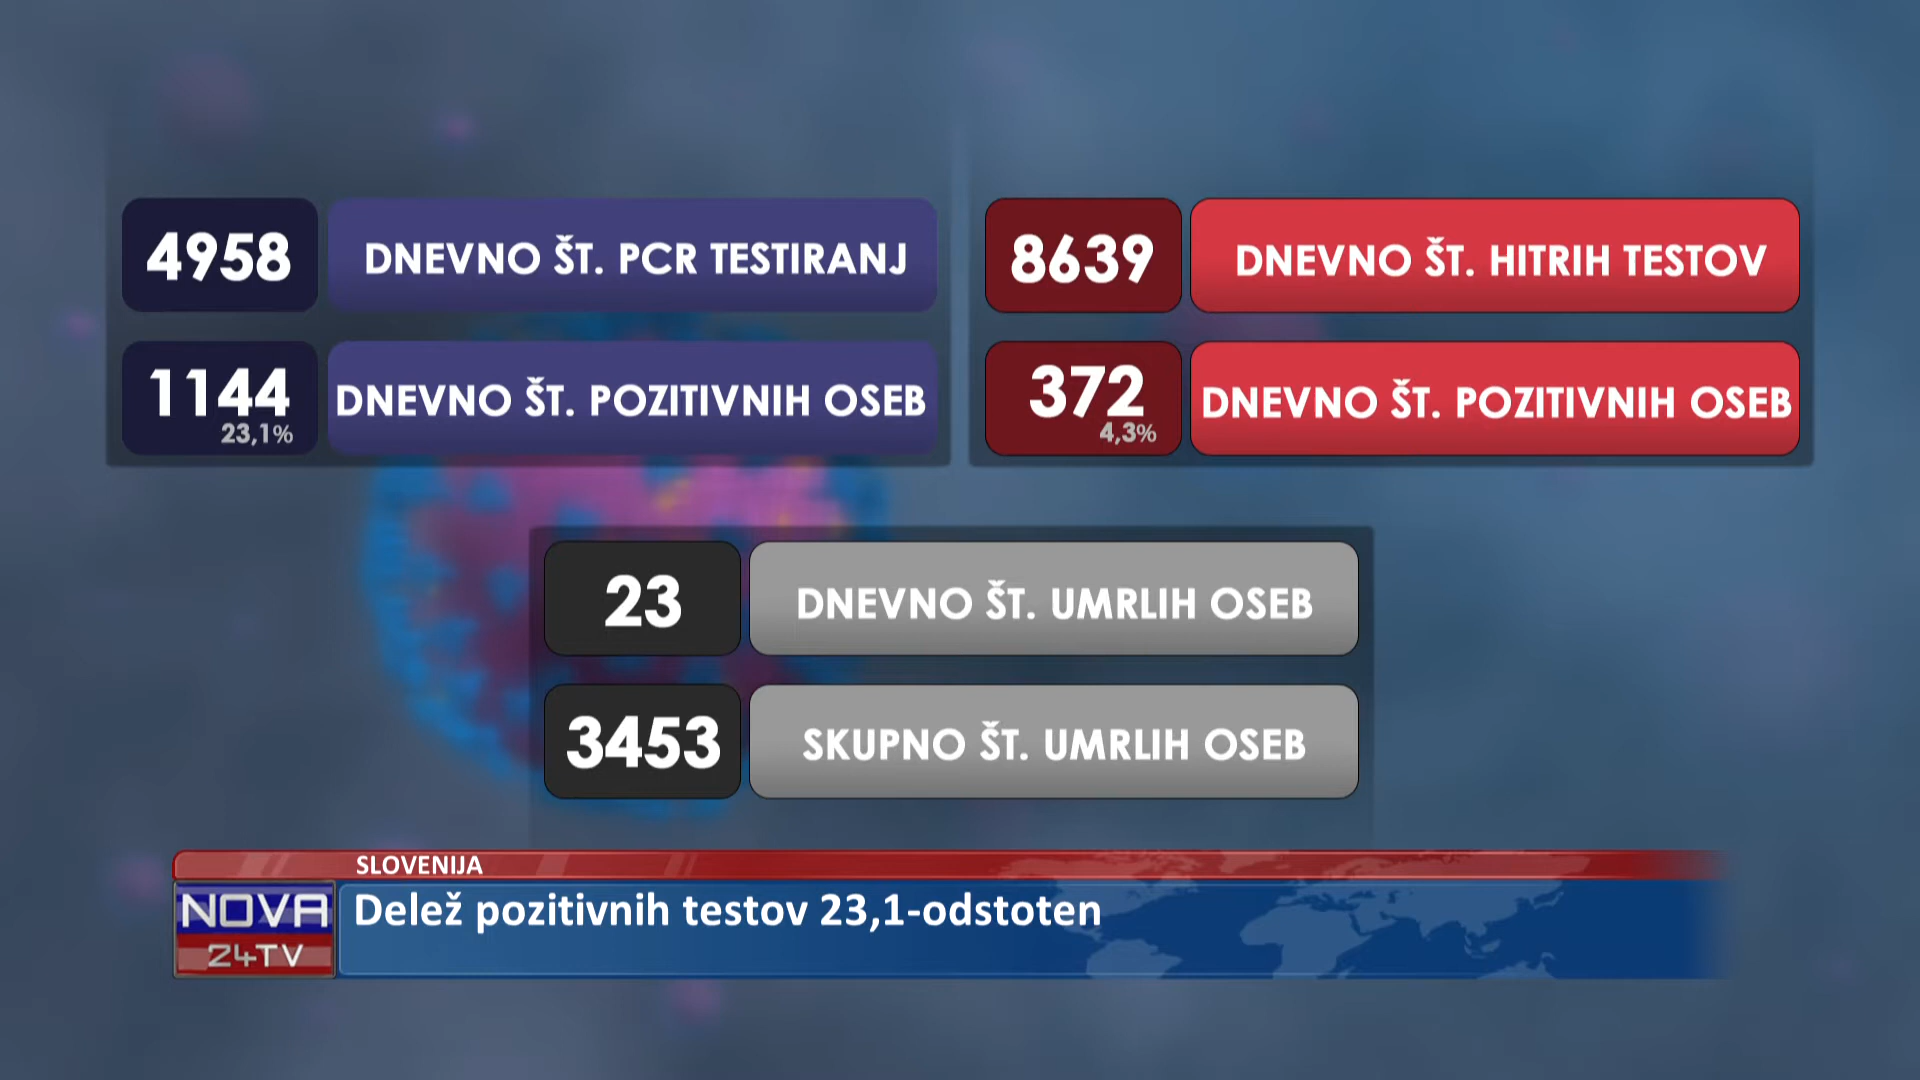 4958 DNEVNO ŠT. PCR TESTIRANJ
1144 23,1% DNEVNO ŠT. POZITIVNIH OSEB
8639 DNEVNO ŠT. HITRIH TESTOV
372 4,3% DNEVNO ŠT. POZITIVNIH OSEB
23 DNEVNO ŠT. UMRLIH OSEB
3453 SKUPNO ŠT. UMRLIH OSEB
SLOVENIJA
NOVA
24TV
Delež pozitivnih testov 23,1-odstoten